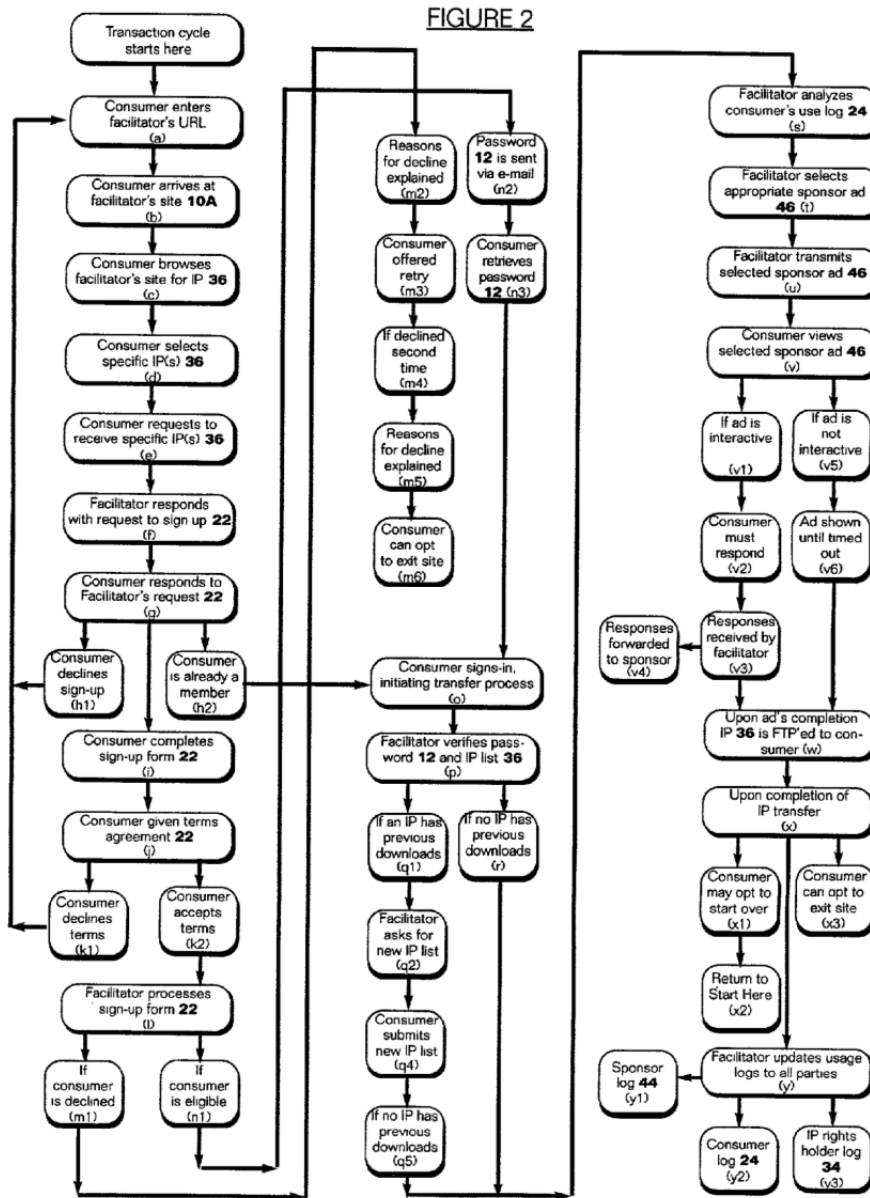 FIGURE 2
Transaction cycle
starts here
Consumer enters
facilitator's URL
(a)
Consumer arrives at
facilitator's site 10A
(b)
Consumer browses
facilitator's site for IP 36
(c)
Consumer selects
specific IP(s) 36
(d)
Consumer requests to
receive specific IP(s) 36
(e)
Facilitator responds
with request to sign up 22
(f)
Consumer responds to
Facilitator's request 22
(g)
Consumer
declines
sign-up
(h1)
Consumer
is already a
member
(h2)
Consumer completes
sign-up form 22
(i)
Consumer given terms
agreement 22
(j)
Consumer
declines
terms
(k1)
Consumer
accepts
terms
(k2)
Facilitator processes
sign-up form 22
(l)
If
consumer
is declined
(m1)
If
consumer
is eligible
(n1)
Reasons
for decline
explained
(m2)
Consumer
offered
retry
(m3)
If declined
second
time
(m4)
Reasons
for decline
explained
(m5)
Consumer
can opt
to exit site
(m6)
Password
12 is sent
via e-mail
(n2)
Consumer
retrieves
password
12 (n3)
Consumer signs-in,
initiating transfer process
(o)
Facilitator verifies pass-
word 12 and IP list 36
(p)
If an IP has
previous
downloads
(q1)
If no IP has
previous
downloads
(r)
Facilitator
asks for
new IP list
(q2)
Consumer
submits
new IP list
(q4)
If no IP has
previous
downloads
(q5)
Facilitator analyzes
consumer's use log 24
(s)
Facilitator selects
appropriate sponsor ad
46 (t)
Facilitator transmits
selected sponsor ad 46
(u)
Consumer views
selected sponsor ad 46
(v)
If ad is
interactive
(v1)
If ad is
not
interactive
(v5)
Consumer
must
respond
(v2)
Ad shown
until timed
out
(v6)
Responses
forwarded
to sponsor
(v4)
Responses
received by
facilitator
(v3)
Upon ad's completion
IP 36 is FTP'ed to con-
sumer (w)
Upon completion of
IP transfer
(x)
Consumer
may opt to
start over
(x1)
Consumer
can opt to
exit site
(x3)
Return to
Start Here
(x2)
Facilitator updates usage
logs to all parties
(y)
Sponsor
log 44
(y1)
Consumer
log 24
(y2)
IP rights
holder log
34
(y3)